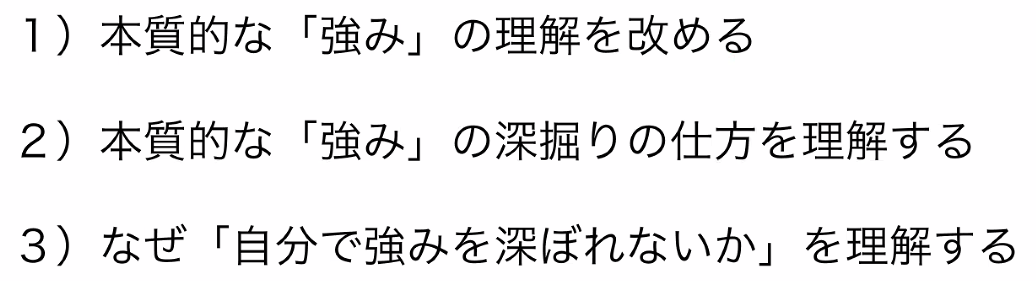 １）本質的な「強み」の理解を改める
２）本質的な「強み」の深掘りの仕方を理解する
３）なぜ「自分で強みを深ぼれないか」を理解する